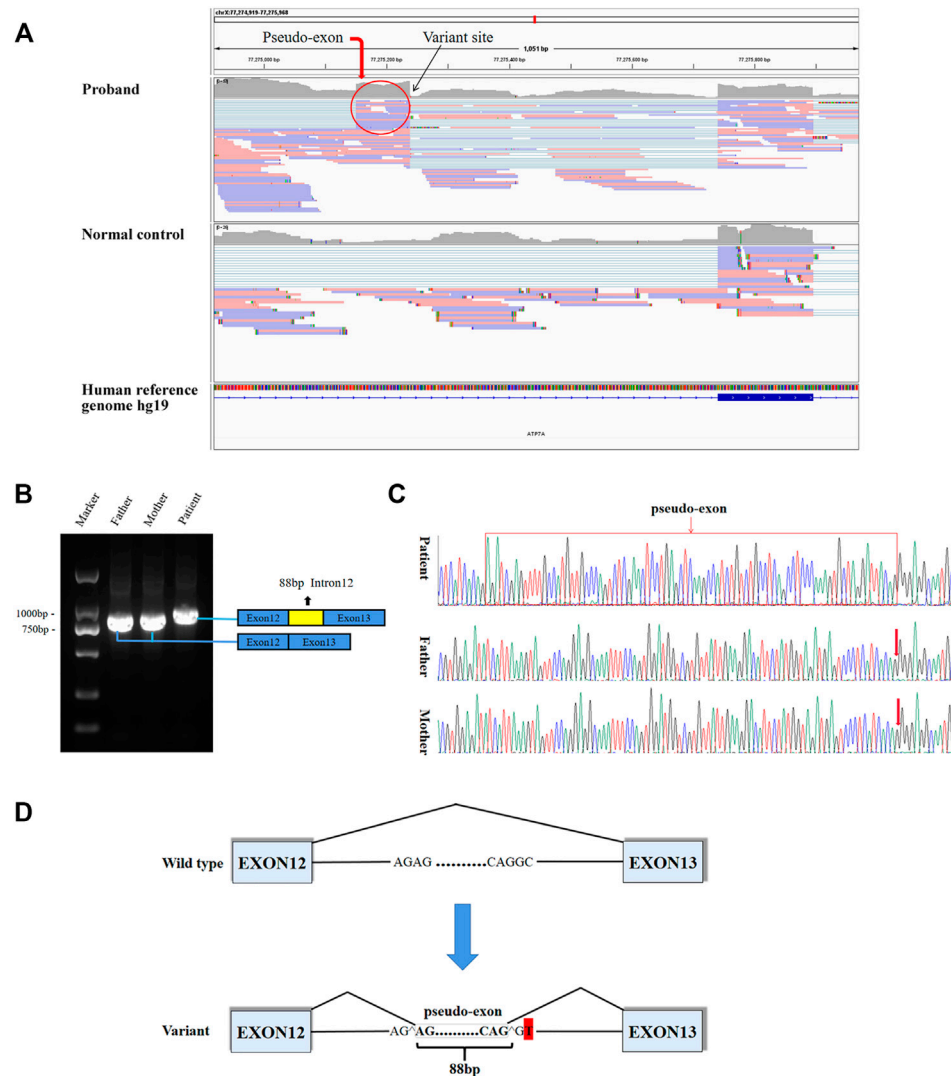 A
chrX:77,274,919-77,275,968
1,051 bp
77,275,000 bp
77,275,200 bp
77,275,400 bp
77,275,600 bp
77,275,800 bp
Pseudo-exon
Variant site
Proband
Normal control
Human reference
genome hg19
ATP7A
B
Marker
Father
Mother
Patient
1000bp -
750bp -
88bp Intron12
Exon12
Exon13
Exon12
Exon13
C
pseudo-exon
Patient
Father
Mother
D
Wild type
EXON12
AGAG..........CAGGC
EXON13
Variant
EXON12
pseudo-exon
AG^AG..........CAG^GT
EXON13
88bp